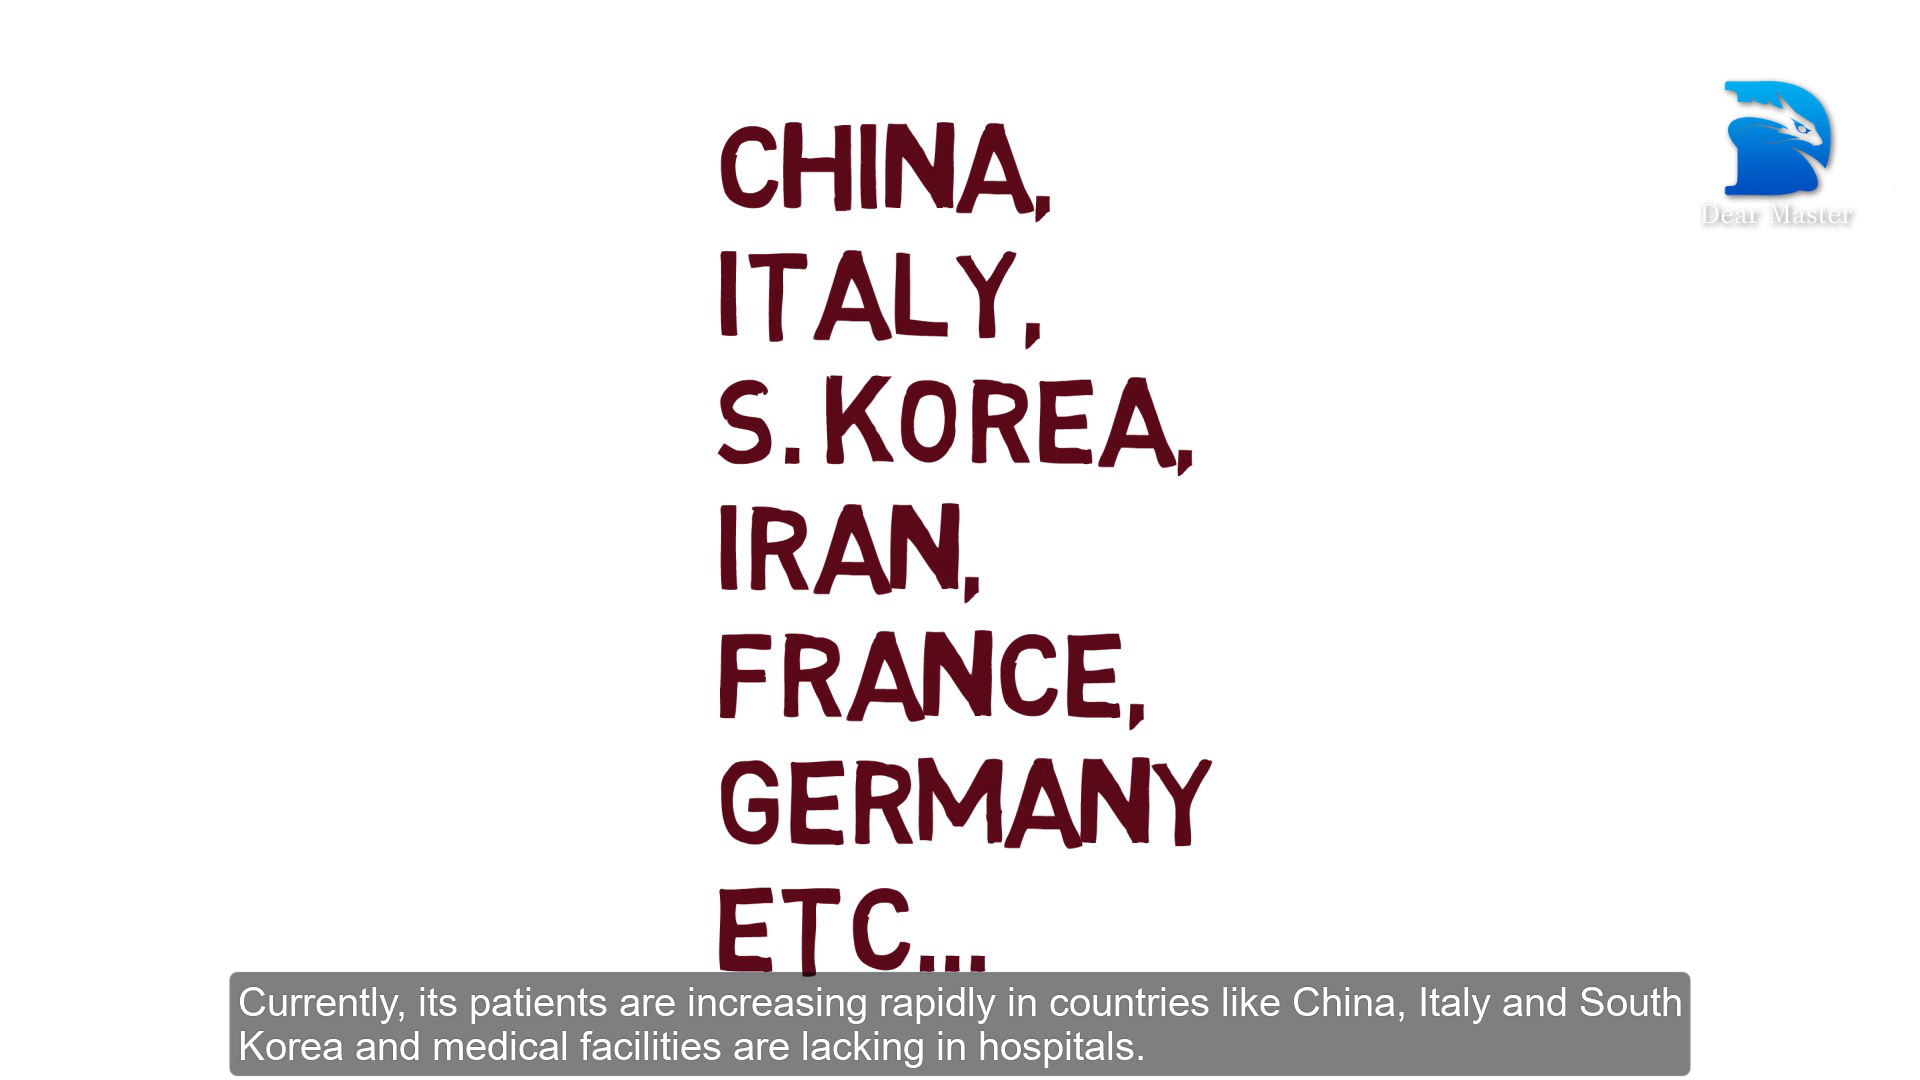 CHINA,
ITALY,
S. KOREA,
IRAN,
FRANCE,
GERMANY
ETC...
Dear Master
Currently, its patients are increasing rapidly in countries like China, Italy and South
Korea and medical facilities are lacking in hospitals.